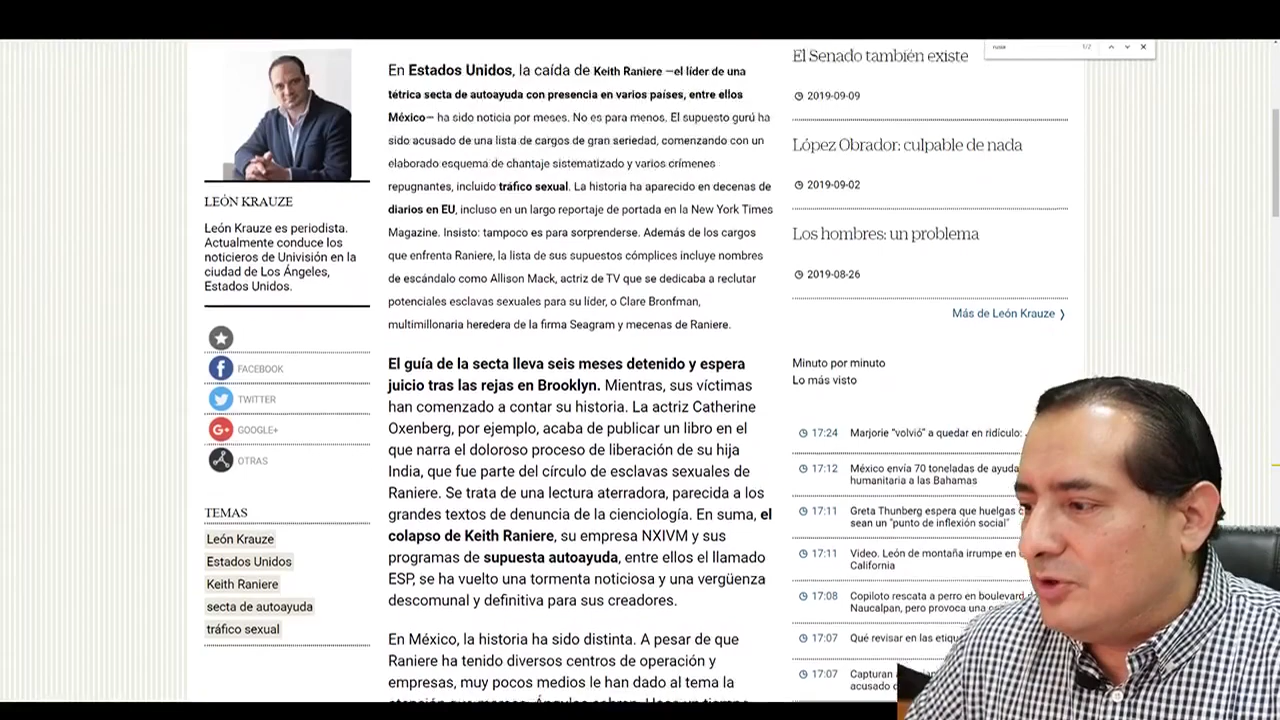 russe
1/2
LEÓN KRAUZE
León Krauze es periodista.
Actualmente conduce los
noticieros de Univisión en la
ciudad de Los Ángeles,
Estados Unidos.
FACEBOOK
TWITTER
G+ GOOGLE+
OTRAS
TEMAS
León Krauze
Estados Unidos
Keith Raniere
secta de autoayuda
tráfico sexual
En Estados Unidos, la caída de Keith Raniere —el líder de una
tétrica secta de autoayuda con presencia en varios países, entre ellos
México— ha sido noticia por meses. No es para menos. El supuesto gurú ha
sido acusado de una lista de cargos de gran seriedad, comenzando con un
elaborado esquema de chantaje sistematizado y varios crímenes
repugnantes, incluido tráfico sexual. La historia ha aparecido en decenas de
diarios en EU, incluso en un largo reportaje de portada en la New York Times
Magazine. Insisto: tampoco es para sorprenderse. Además de los cargos
que enfrenta Raniere, la lista de sus supuestos cómplices incluye nombres
de escándalo como Allison Mack, actriz de TV que se dedicaba a reclutar
potenciales esclavas sexuales para su líder, o Clare Bronfman,
multimillonaria heredera de la firma Seagram y mecenas de Raniere.
El guía de la secta lleva seis meses detenido y espera
juicio tras las rejas en Brooklyn. Mientras, sus víctimas
han comenzado a contar su historia. La actriz Catherine
Oxenberg, por ejemplo, acaba de publicar un libro en el
que narra el doloroso proceso de liberación de su hija
India, que fue parte del círculo de esclavas sexuales de
Raniere. Se trata de una lectura aterradora, parecida a los
grandes textos de denuncia de la cienciología. En suma, el
colapso de Keith Raniere, su empresa NXIVM y sus
programas de supuesta autoayuda, entre ellos el llamado
ESP, se ha vuelto una tormenta noticiosa y una vergüenza
descomunal y definitiva para sus creadores.
En México, la historia ha sido distinta. A pesar de que
Raniere ha tenido diversos centros de operación y
empresas, muy pocos medios le han dado al tema la
El Senado también existe
2019-09-09
López Obrador: culpable de nada
2019-09-02
Los hombres: un problema
2019-08-26
Más de León Krauze
Minuto por minuto
Lo más visto
17:24 Marjorie "volvió" a quedar en ridículo:
17:12 México envía 70 toneladas de ayuda
humanitaria a las Bahamas
17:11 Greta Thunberg espera que huelgas
sean un "punto de inflexión social"
17:11 Video. León de montaña irrumpe en
California
17:08 Copiloto rescata a perro en boulevard
Naucalpan, pero provoca una
17:07 Qué revisar en las
17:07 Capturan
acusado